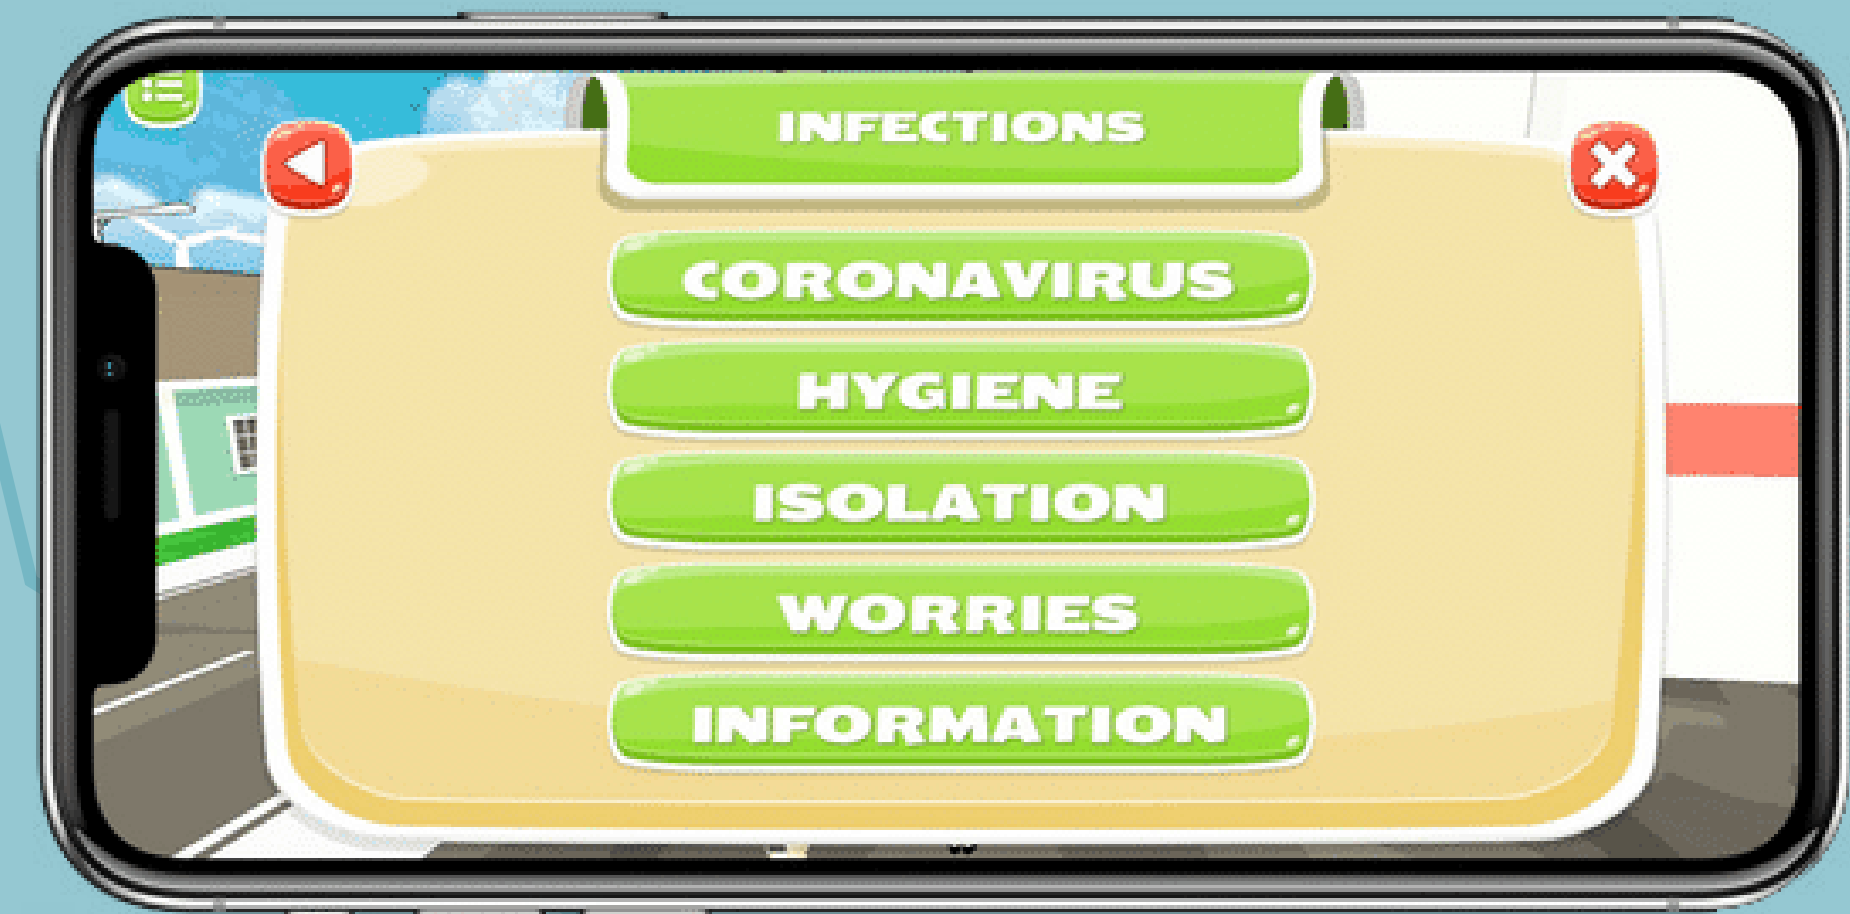 INFECTIONS
CORONAVIRUS
HYGIENE
ISOLATION
WORRIES
INFORMATION